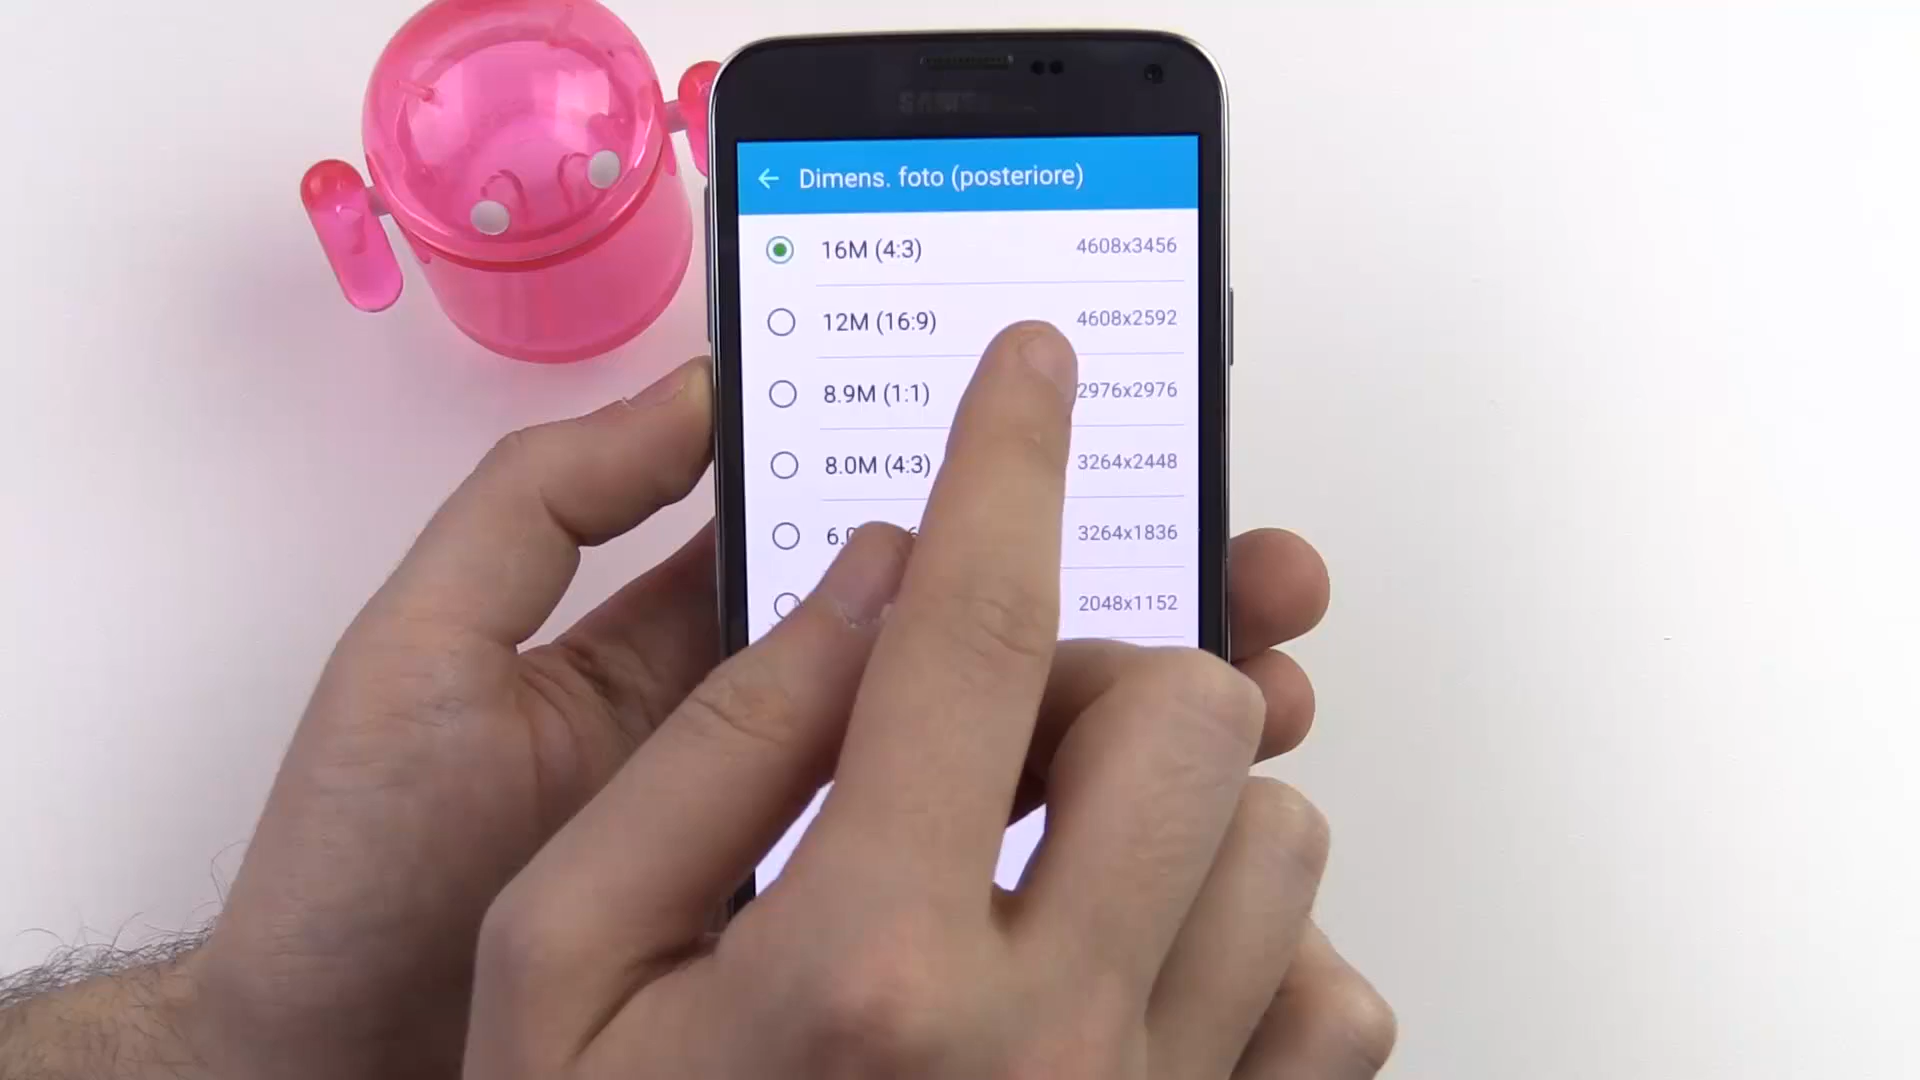 SAMSUNG
Dimens. foto (posteriore)
16M (4:3) 4608x3456
12M (16:9) 4608x2592
8.9M (1:1) 2976x2976
8.0M (4:3) 3264x2448
3264x1836
2048x1152